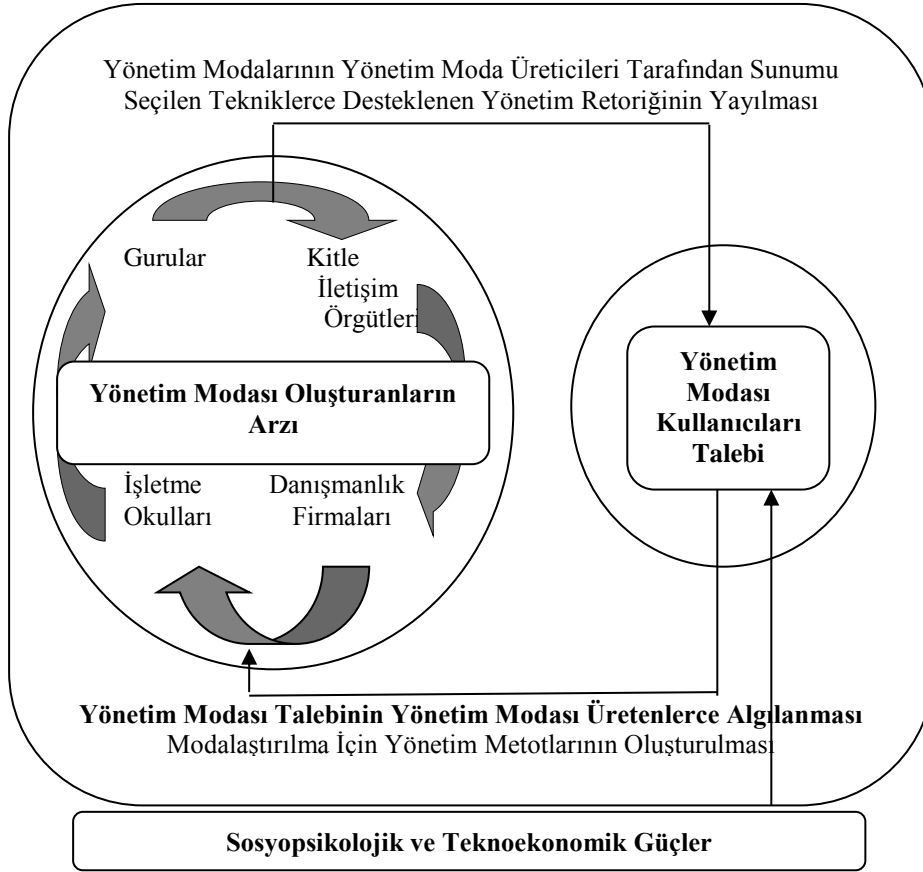 Yönetim Modalarının Yönetim Moda Üreticileri Tarafından Sunumu
Seçilen Tekniklerce Desteklenen Yönetim Retoriğinin Yayılması
Gurular
Kitle
İletişim
Örgütleri
Yönetim Modası Oluşturanların
Arzı
İşletme
Okulları
Danışmanlık
Firmaları
Yönetim
Modası
Kullanıcıları
Talebi
Yönetim Modası Talebinin Yönetim Modası Üretenlerce Algılanması
Modalaştırılma İçin Yönetim Metotlarının Oluşturulması
Sosyopsikolojik ve Teknoekonomik Güçler